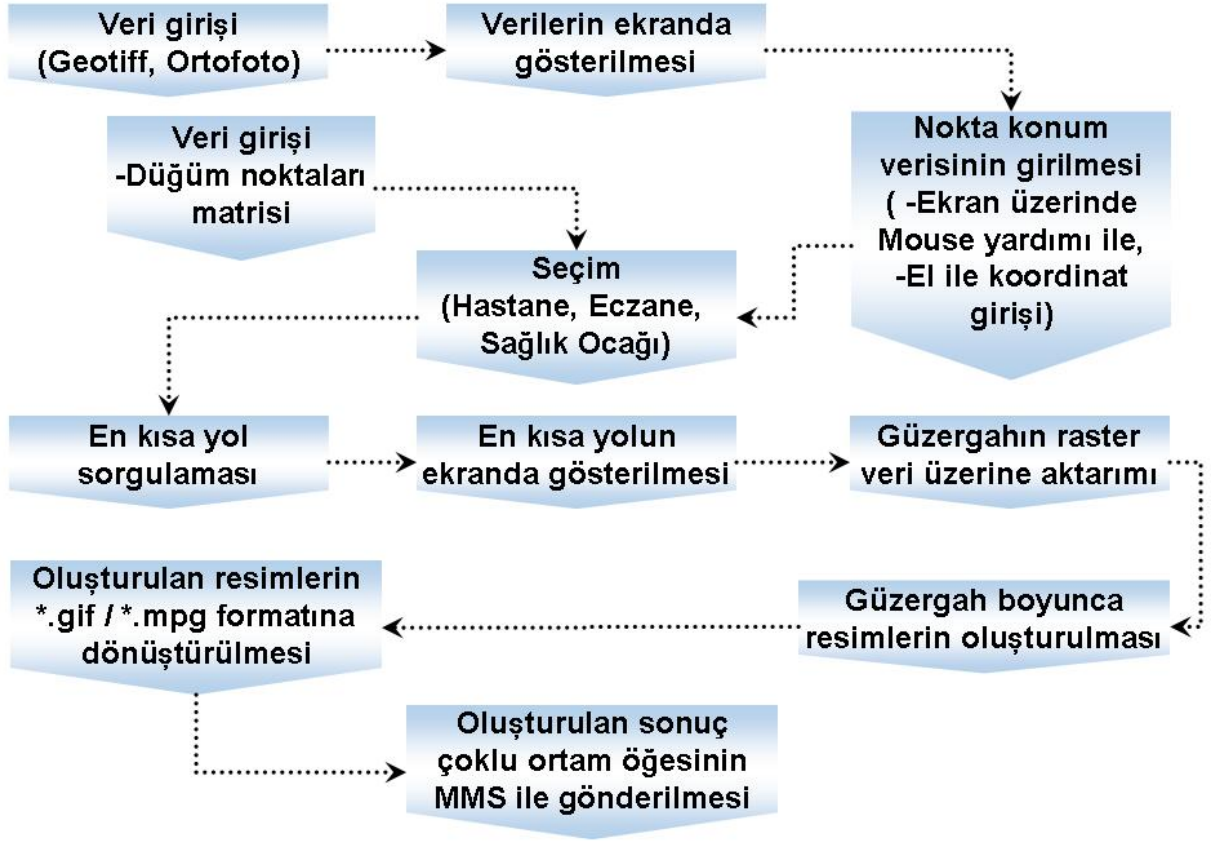 Veri girişi
(Geotiff, Ortofoto)
Verilerin ekranda
gösterilmesi
Nokta konum
verisinin girilmesi
( -Ekran üzerinde
Mouse yardımı ile,
-El ile koordinat
girişi)
Veri girişi
-Düğüm noktaları
matrisi
Seçim
(Hastane, Eczane,
Sağlık Ocağı)
En kısa yol
sorgulaması
En kısa yolun
ekranda gösterilmesi
Güzergahın raster
veri üzerine aktarımı
Güzergah boyunca
resimlerin oluşturulması
Oluşturulan resimlerin
*.gif / *.mpg formatına
dönüştürülmesi
Oluşturulan sonuç
çoklu ortam öğesinin
MMS ile gönderilmesi